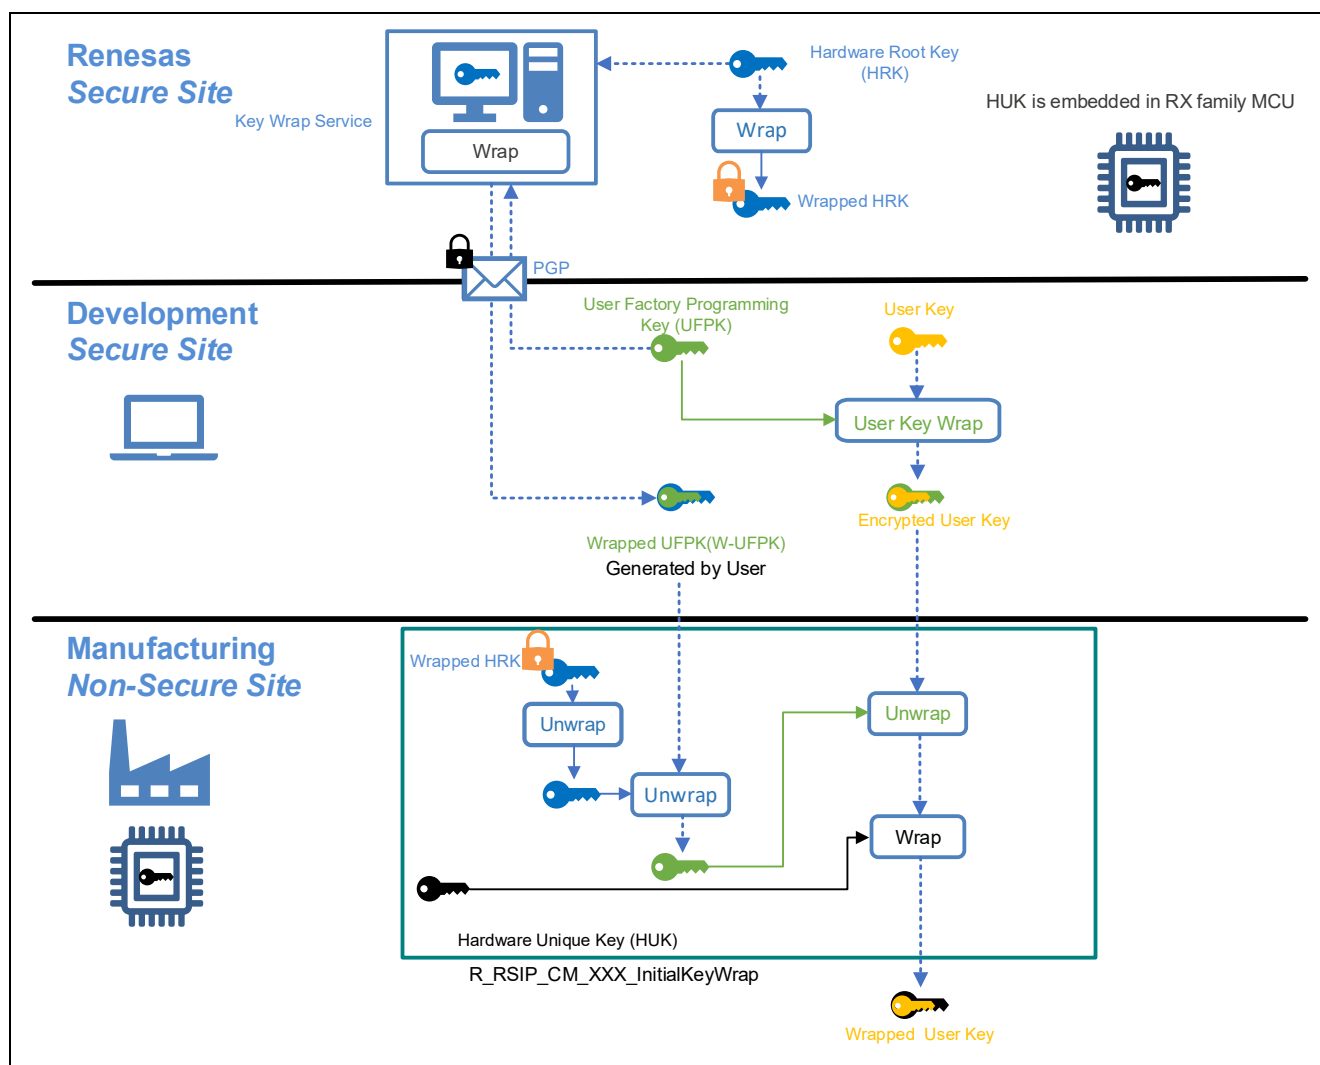 Renesas
Secure Site
Key Wrap Service
Wrap
Hardware Root Key
(HRK)
Wrap
Wrapped HRK
HUK is embedded in RX family MCU
PGP
Development
Secure Site
User Factory Programming
Key (UFPK)
User Key
User Key Wrap
Encrypted User Key
Wrapped UFPK(W-UFPK)
Generated by User
Manufacturing
Non-Secure Site
Wrapped HRK
Unwrap
Unwrap
Unwrap
Wrap
Hardware Unique Key (HUK)
R_RSIP_CM_XXX_InitialKeyWrap
Wrapped User Key